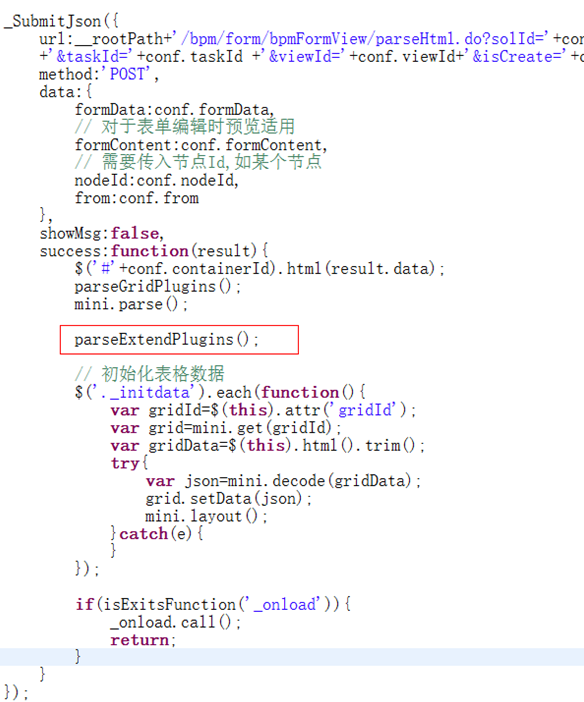 _SubmitJson({
url:__rootPath+'/bpm/form/bpmFormView/parseHtml.do?solId='+con
+'&taskId='+conf.taskId +'&viewId='+conf.viewId+'&isCreate='+c
method:'POST',
data:{
formData:conf.formData,
// 对于表单编辑时预览适用
formContent:conf.formContent,
// 需要传入节点Id,如某个节点
nodeId:conf.nodeId,
from:conf.from
},
showMsg:false,
success:function(result){
$('#'+conf.containerId).html(result.data);
parseGridPlugins();
mini.parse();
parseExtendPlugins();
// 初始化表格数据
$('._initdata').each(function(){
var gridId=$(this).attr('gridId');
var grid=mini.get(gridId);
var gridData=$(this).html().trim();
try{
var json=mini.decode(gridData);
grid.setData(json);
mini.layout();
}catch(e){
}
});
if(isExitsFunction('_onload')){
_onload.call();
return;
}
}
});